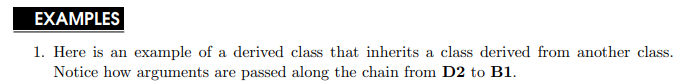 EXAMPLES
1. Here is an example of a derived class that inherits a class derived from another class.
Notice how arguments are passed along the chain from D2 to B1.